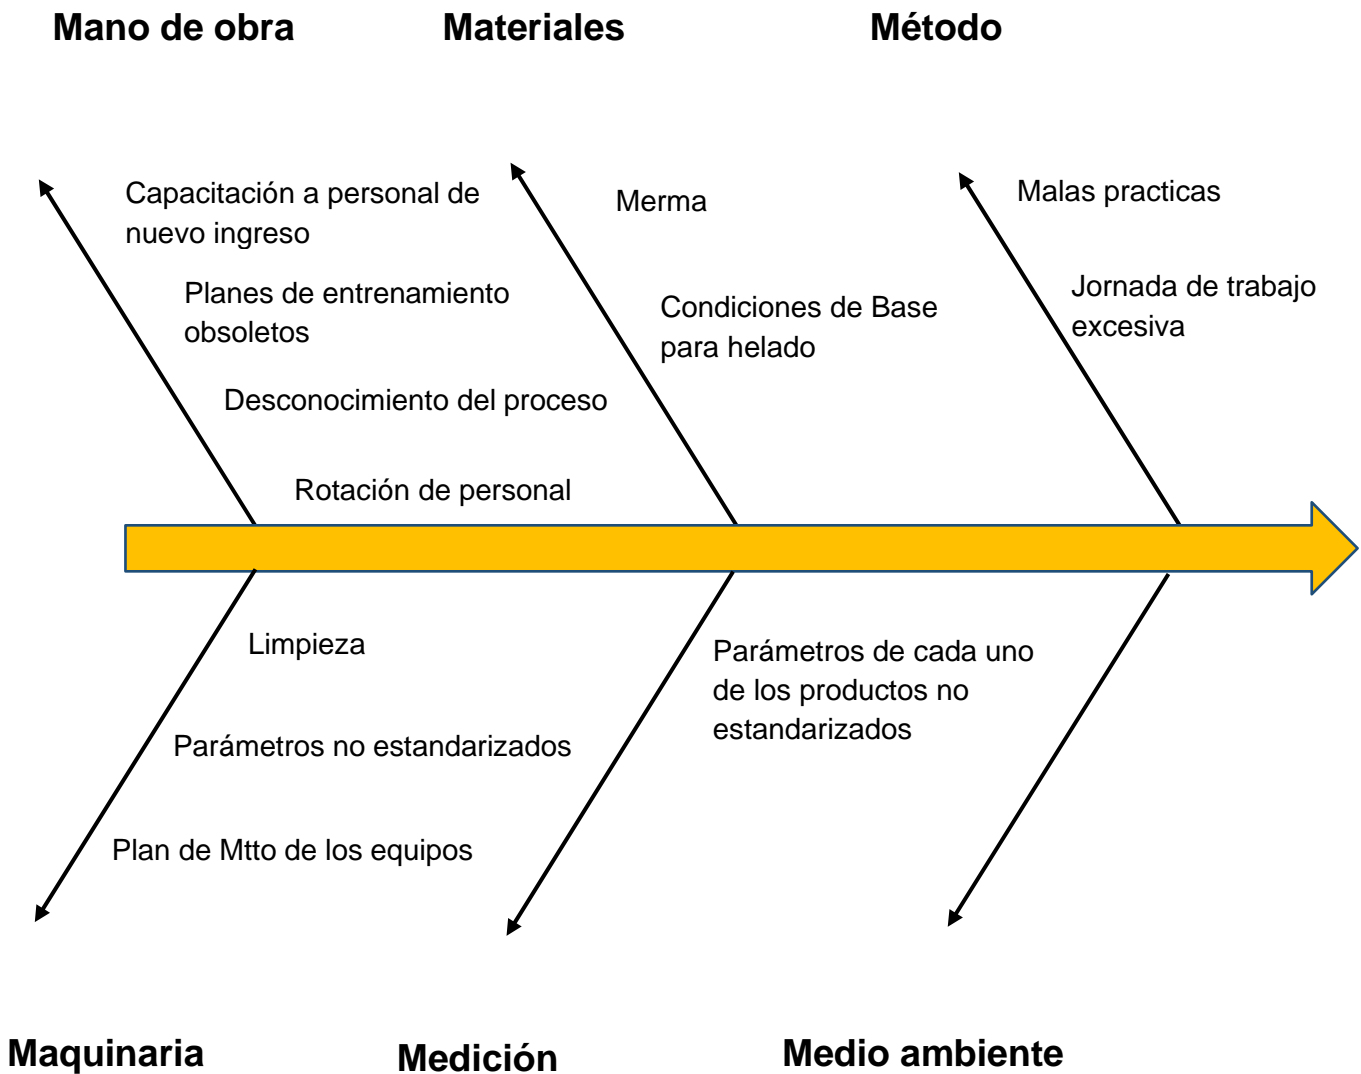 Mano de obra
Materiales
Método
Capacitación a personal de
nuevo ingreso
Planes de entrenamiento
obsoletos
Desconocimiento del proceso
Rotación de personal
Merma
Condiciones de Base
para helado
Malas practicas
Jornada de trabajo
excesiva
Limpieza
Parámetros no estandarizados
Plan de Mtto de los equipos
Parámetros de cada uno
de los productos no
estandarizados
Maquinaria
Medición
Medio ambiente